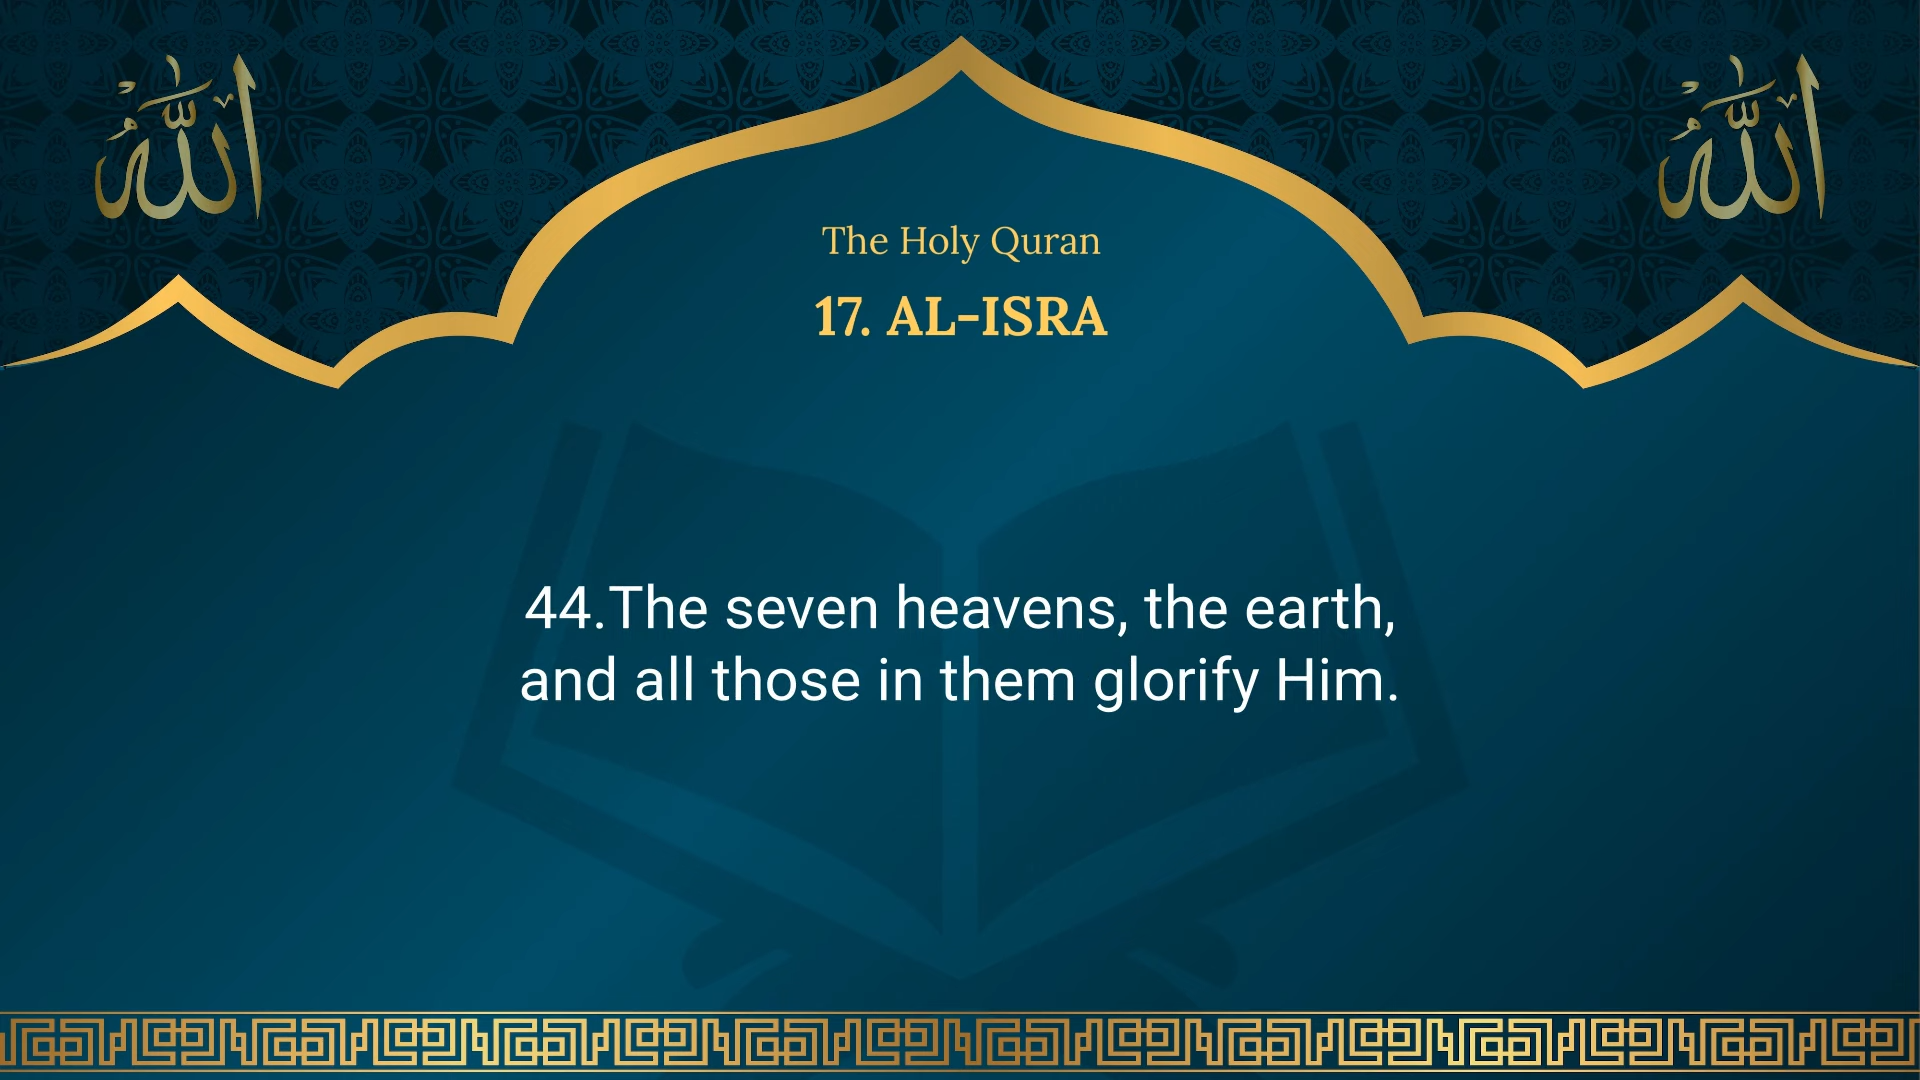 الله
الله
The Holy Quran
17. AL-ISRA
44.The seven heavens, the earth,
and all those in them glorify Him.